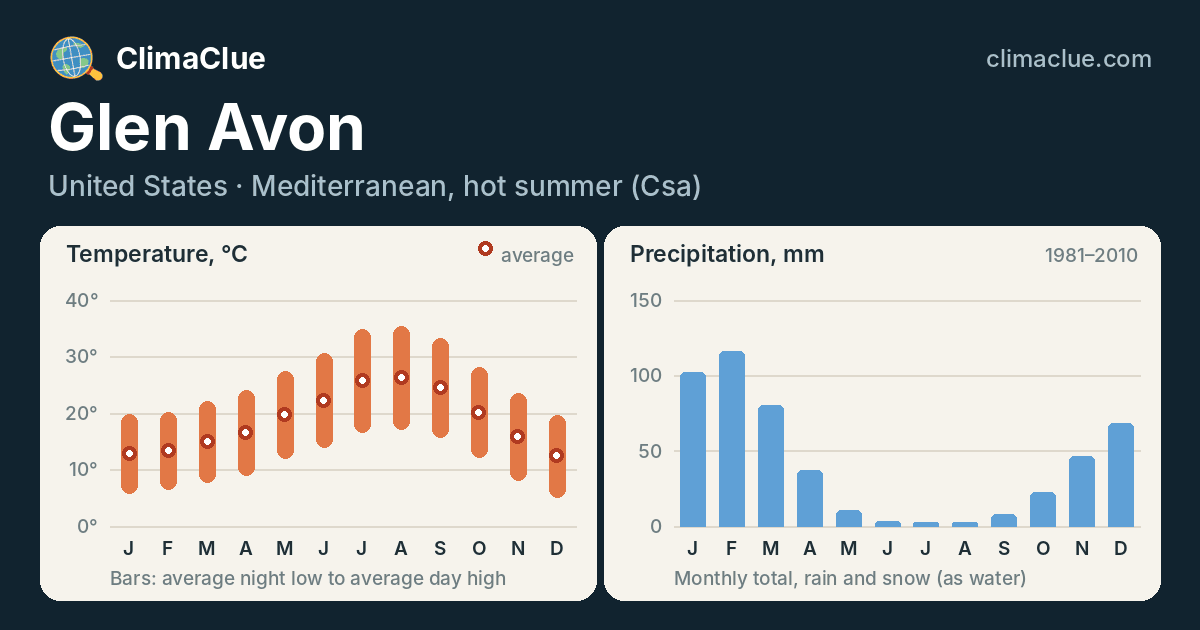 ClimaClue
climaclue.com
Glen Avon
United States · Mediterranean, hot summer (Csa)
Temperature, °C
average
40°
30°
20°
10°
0°
J F M A M J J A S O N D
Bars: average night low to average day high
Precipitation, mm
1981–2010
150
100
50
0
J F M A M J J A S O N D
Monthly total, rain and snow (as water)